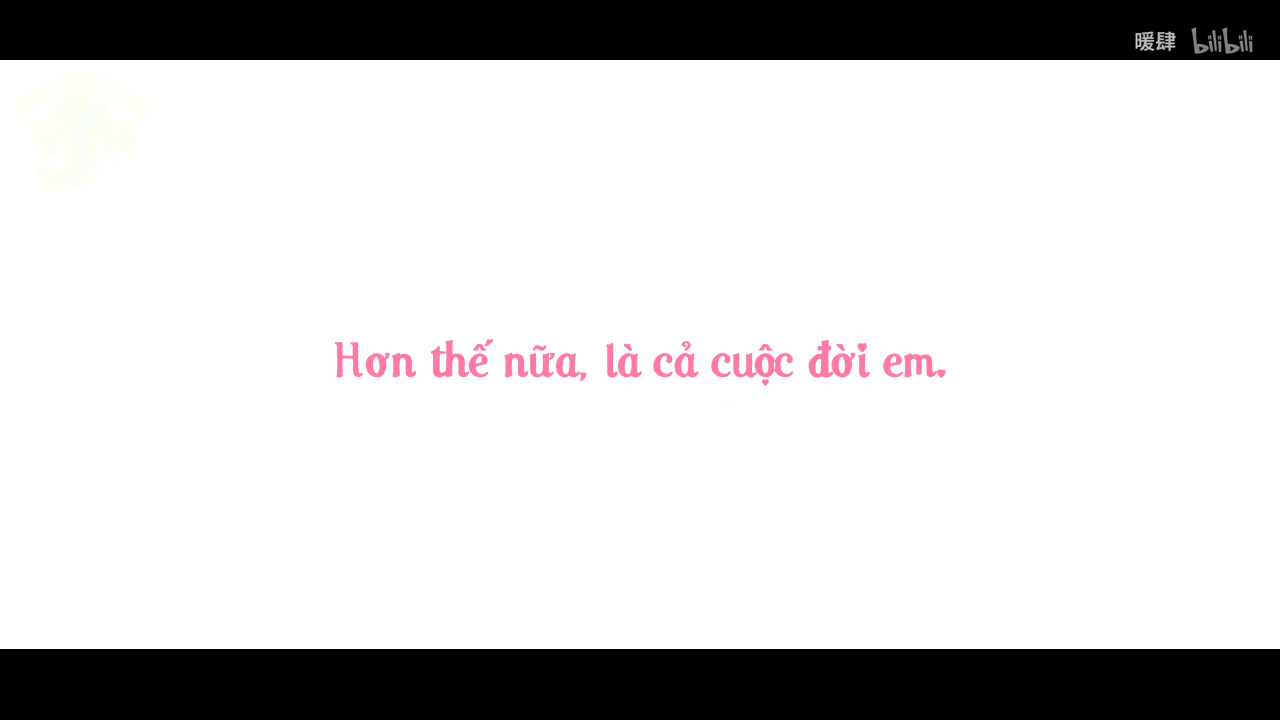 暖肆 bilibili
Hơn thế nữa, là cả cuộc đời em.